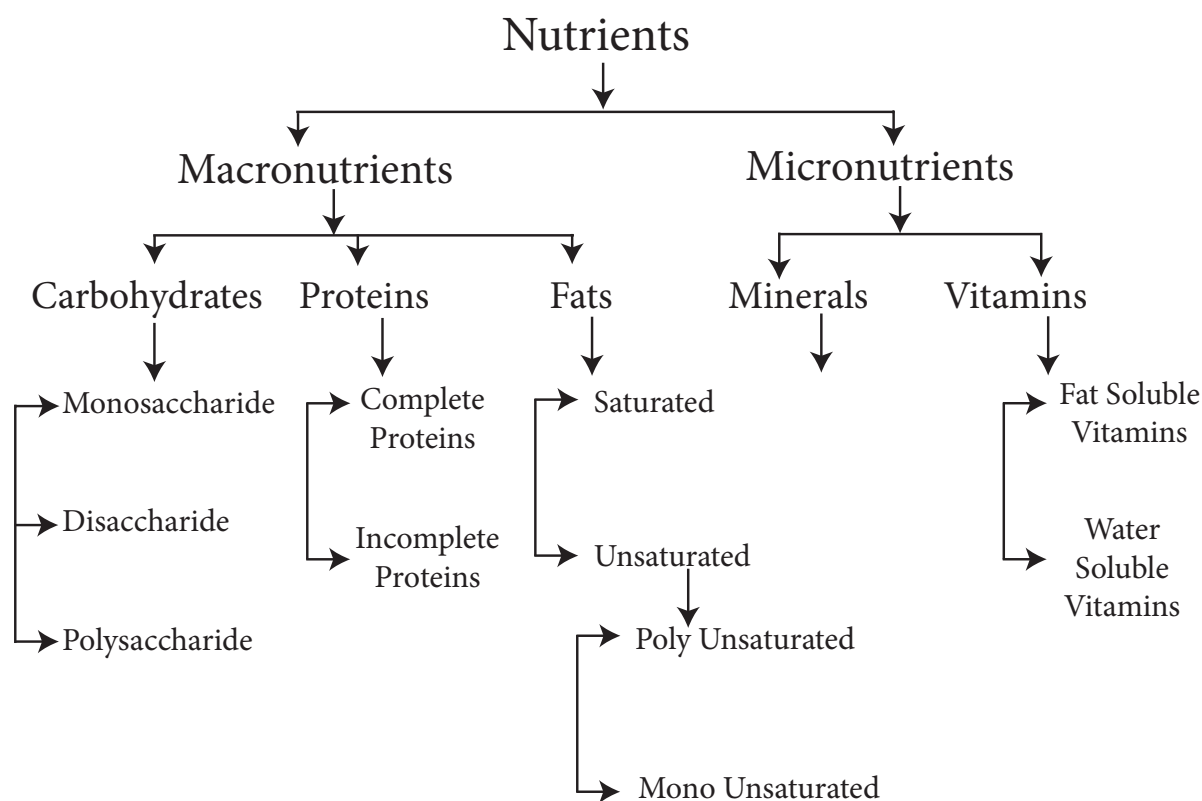 Nutrients
Macronutrients
Micronutrients
Carbohydrates
Proteins
Fats
Minerals
Vitamins
Monosaccharide
Disaccharide
Polysaccharide
Complete
Proteins
Incomplete
Proteins
Saturated
Unsaturated
Poly Unsaturated
Mono Unsaturated
Fat Soluble
Vitamins
Water
Soluble
Vitamins